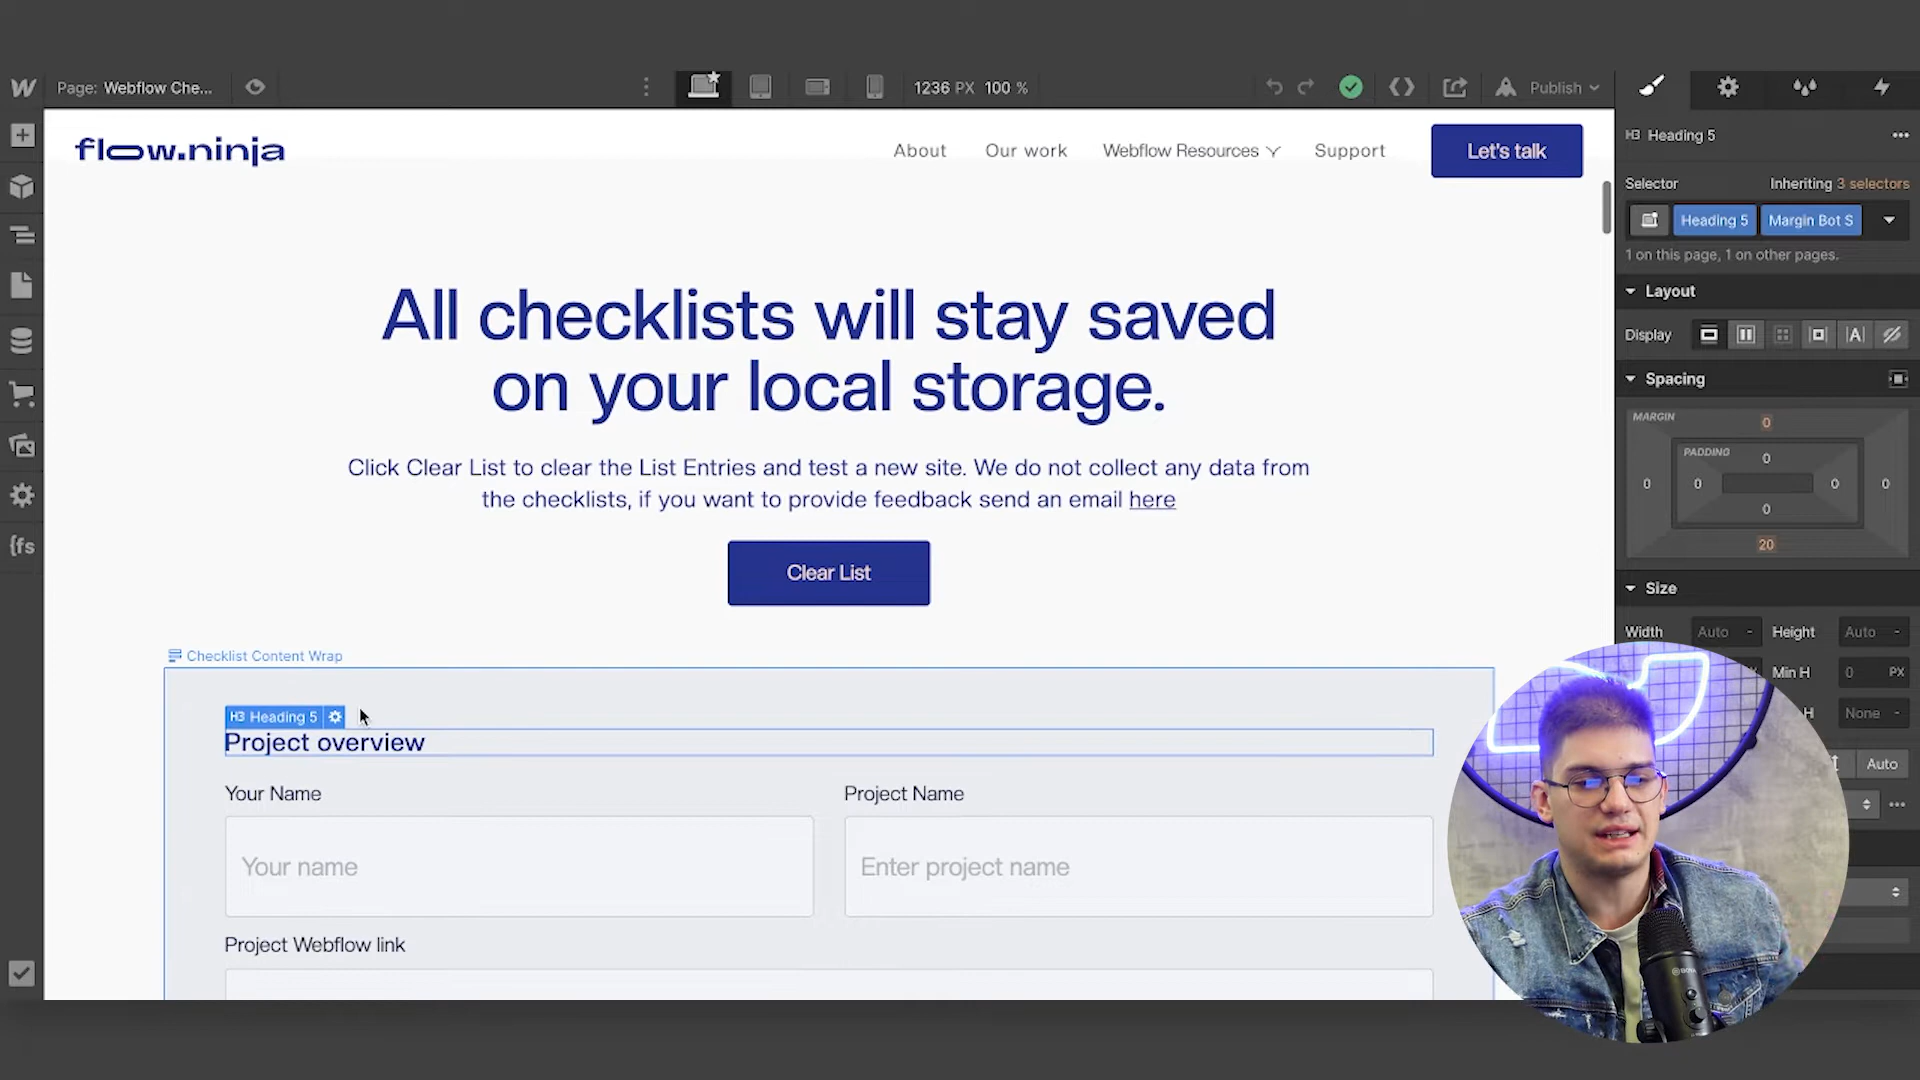 Page: Webflow Che...
1236 PX 100 %
Publish
flow.ninja
About
Our work
Webflow Resources
Support
Let's talk
All checklists will stay saved
on your local storage.
Click Clear List to clear the List Entries and test a new site. We do not collect any data from
the checklists, if you want to provide feedback send an email here
Clear List
Checklist Content Wrap
H3 Heading 5
Project overview
Your Name
Project Name
Your name
Enter project name
Project Webflow link
{fs
H3 Heading 5
Selector
Inheriting 3 selectors
Heading 5
Margin Bot S
1 on this page, 1 on other pages.
Layout
Display
Spacing
MARGIN
0
PADDING
0
0
0
0
0
0
20
Size
Width
Auto -
Height
Auto -
Min H
0 PX
H
None -
Auto